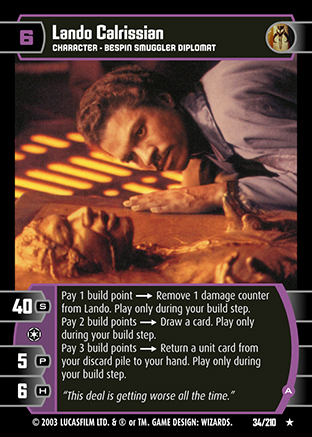 6
Lando Calrissian
CHARACTER - BESPIN SMUGGLER DIPLOMAT
40 S
5 P
6 H
Pay 1 build point → Remove 1 damage counter
from Lando. Play only during your build step.
Pay 2 build points → Draw a card. Play only
during your build step.
Pay 3 build points → Return a unit card from
your discard pile to your hand. Play only during
your build step.
“This deal is getting worse all the time.”
A
© 2003 LUCASFILM LTD. & ® or TM. GAME DESIGN: WIZARDS.
34/210 ★